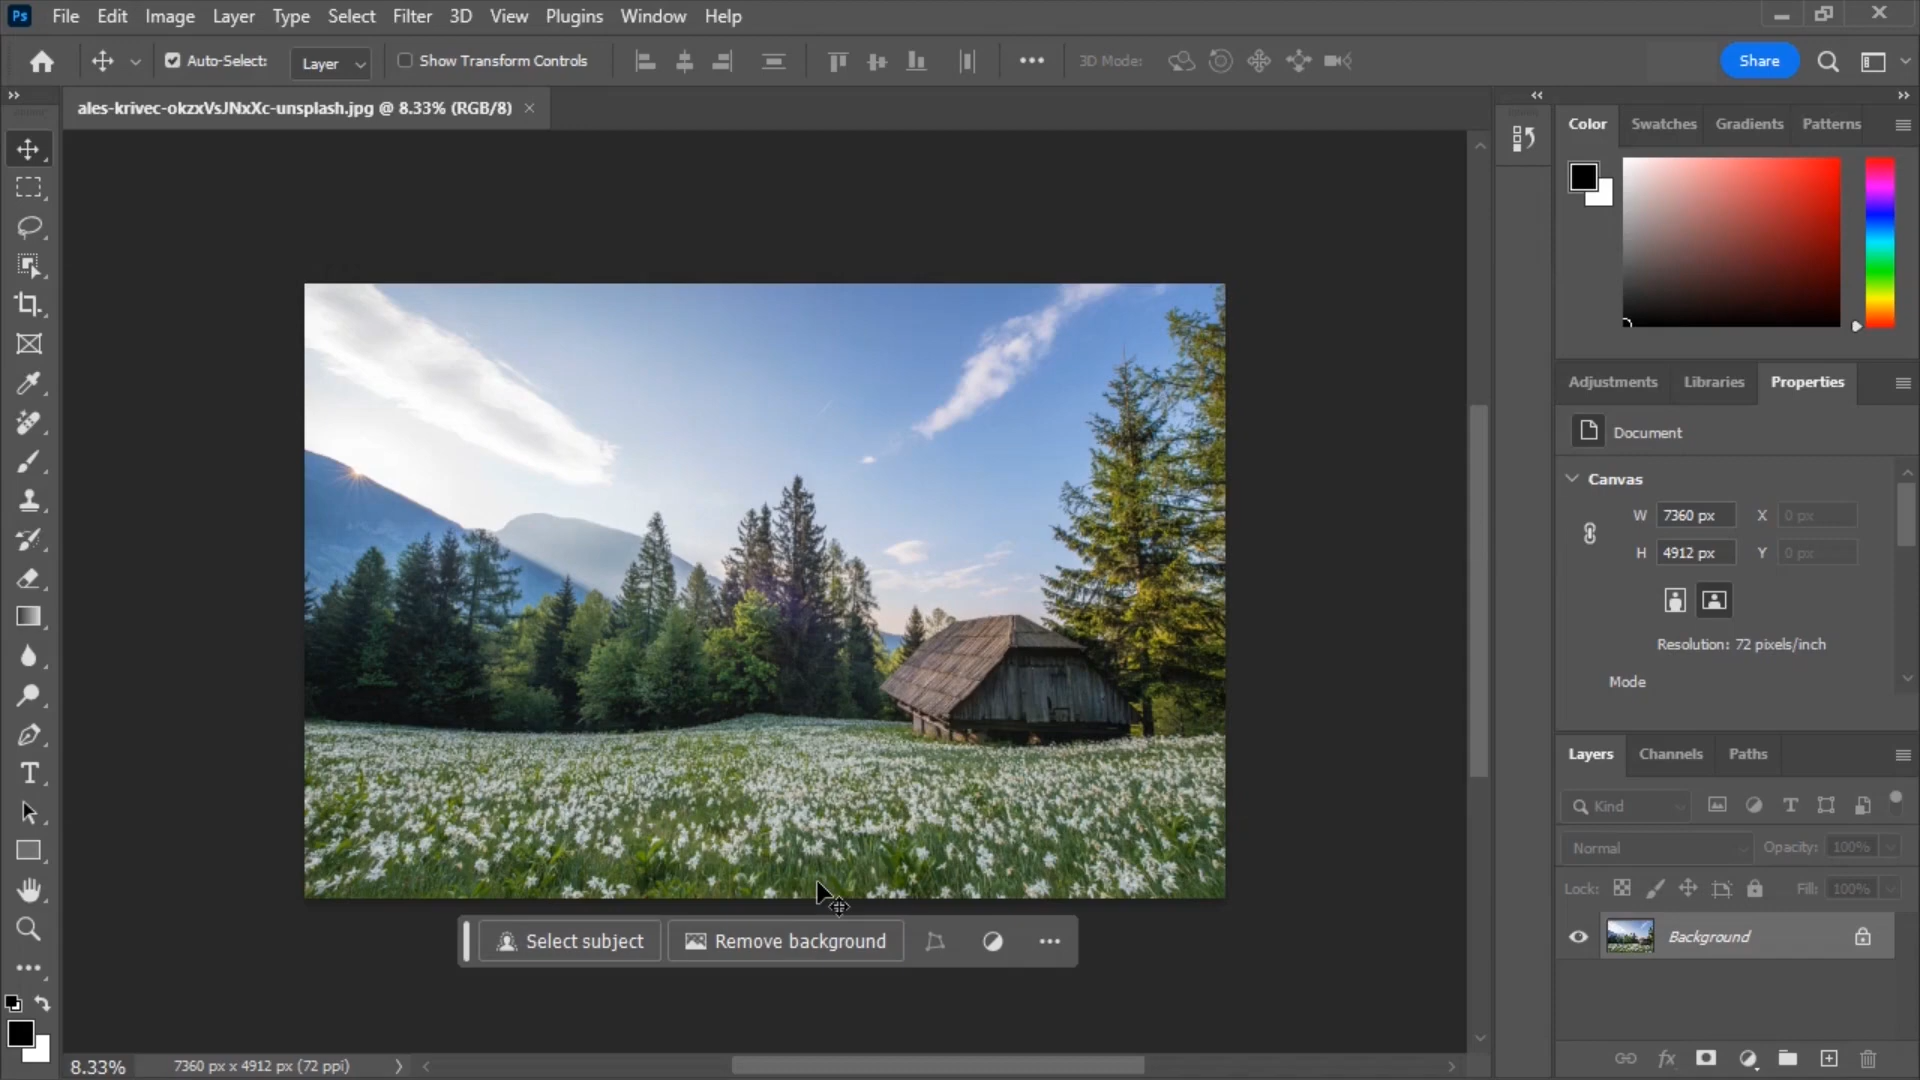 Ps File Edit Image Layer Type Select Filter 3D View Plugins Window Help
Auto-Select: Layer Show Transform Controls 3D Mode: Share
ales-krivec-okzxVsJNxXc-unsplash.jpg @ 8.33% (RGB/8) ×
Color Swatches Gradients Patterns
Adjustments Libraries Properties
Document
Canvas
W 7360 px X 0 px
H 4912 px Y 0 px
Resolution: 72 pixels/inch
Mode
Layers Channels Paths
Kind
Normal Opacity: 100%
Lock: Fill: 100%
Background
Select subject Remove background
8.33% 7360 px x 4912 px (72 ppi)